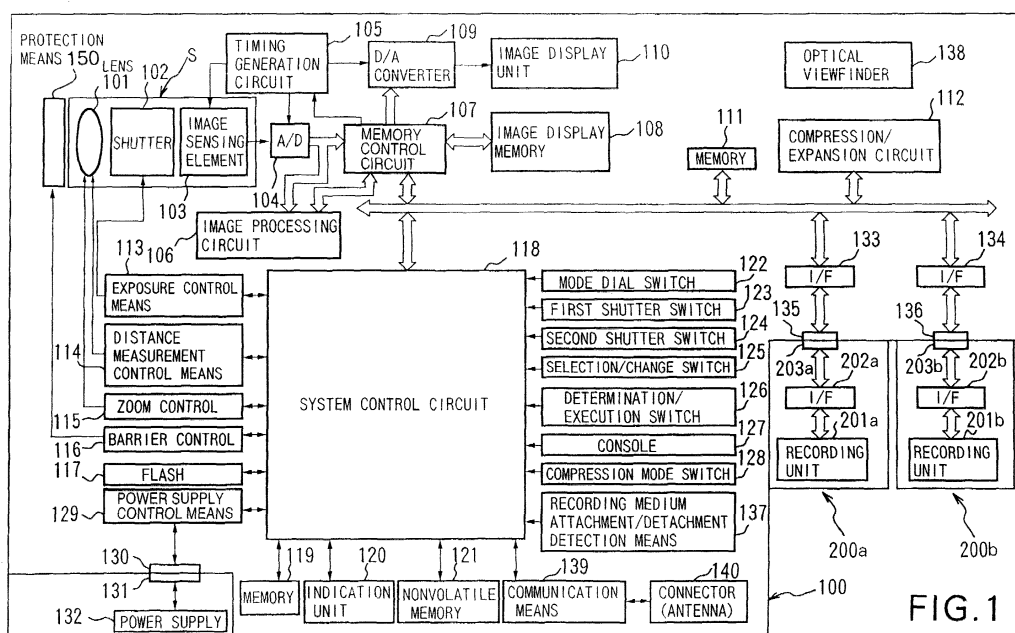 PROTECTION
MEANS 150
LENS
101
102
S
105
TIMING
GENERATION
CIRCUIT
109
D/A
CONVERTER
IMAGE DISPLAY
UNIT
110
OPTICAL
VIEWFINDER
138
SHUTTER
IMAGE
SENSING
ELEMENT
103
A/D
104
107
MEMORY
CONTROL
CIRCUIT
IMAGE DISPLAY
MEMORY
108
111
MEMORY
112
COMPRESSION/
EXPANSION CIRCUIT
106
IMAGE PROCESSING
CIRCUIT
113
EXPOSURE CONTROL
MEANS
114
DISTANCE
MEASUREMENT
CONTROL MEANS
115
ZOOM CONTROL
116
BARRIER CONTROL
117
FLASH
129
POWER SUPPLY
CONTROL MEANS
130
131
132
POWER SUPPLY
118
SYSTEM CONTROL CIRCUIT
122
MODE DIAL SWITCH
123
FIRST SHUTTER SWITCH
124
SECOND SHUTTER SWITCH
125
SELECTION/CHANGE SWITCH
126
DETERMINATION/
EXECUTION SWITCH
127
CONSOLE
128
COMPRESSION MODE SWITCH
RECORDING MEDIUM
ATTACHMENT/DETACHMENT
DETECTION MEANS
137
133
I/F
134
I/F
135
203a
202a
I/F
201a
RECORDING
UNIT
200a
136
203b
202b
I/F
201b
RECORDING
UNIT
200b
119
MEMORY
120
INDICATION
UNIT
121
NONVOLATILE
MEMORY
139
COMMUNICATION
MEANS
140
CONNECTOR
(ANTENNA)
100
FIG.1